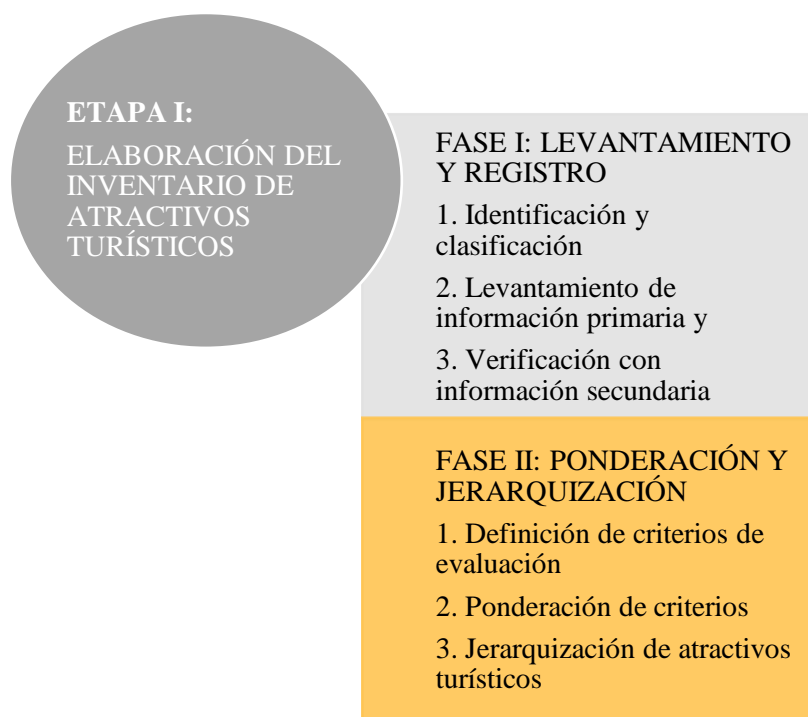 ETAPA I:
ELABORACIÓN DEL
INVENTARIO DE
ATRACTIVOS
TURÍSTICOS
FASE I: LEVANTAMIENTO
Y REGISTRO
1. Identificación y
clasificación
2. Levantamiento de
información primaria y
3. Verificación con
información secundaria
FASE II: PONDERACIÓN Y
JERARQUIZACIÓN
1. Definición de criterios de
evaluación
2. Ponderación de criterios
3. Jerarquización de atractivos
turísticos